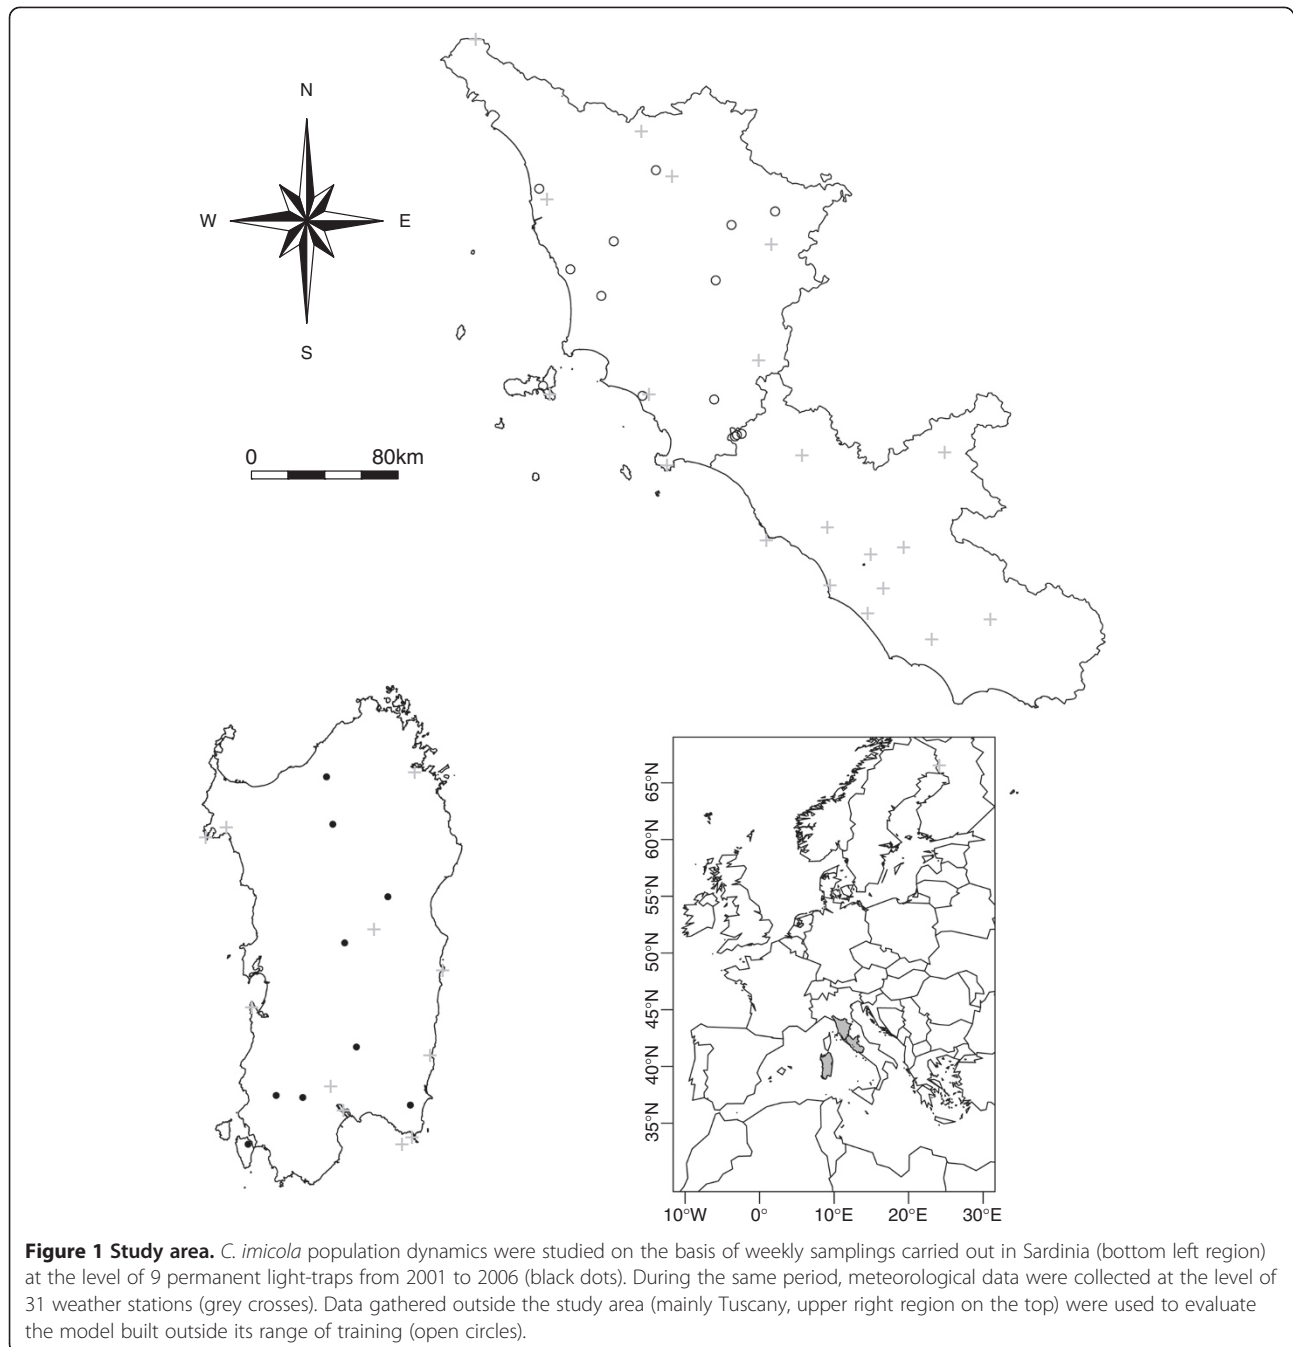 N
W
E
S
0
80km
65°N
60°N
55°N
50°N
45°N
40°N
35°N
10°W
0°
10°E
20°E
30°E
Figure 1 Study area. C. imicola population dynamics were studied on the basis of weekly samplings carried out in Sardinia (bottom left region)
at the level of 9 permanent light-traps from 2001 to 2006 (black dots). During the same period, meteorological data were collected at the level of
31 weather stations (grey crosses). Data gathered outside the study area (mainly Tuscany, upper right region on the top) were used to evaluate
the model built outside its range of training (open circles).